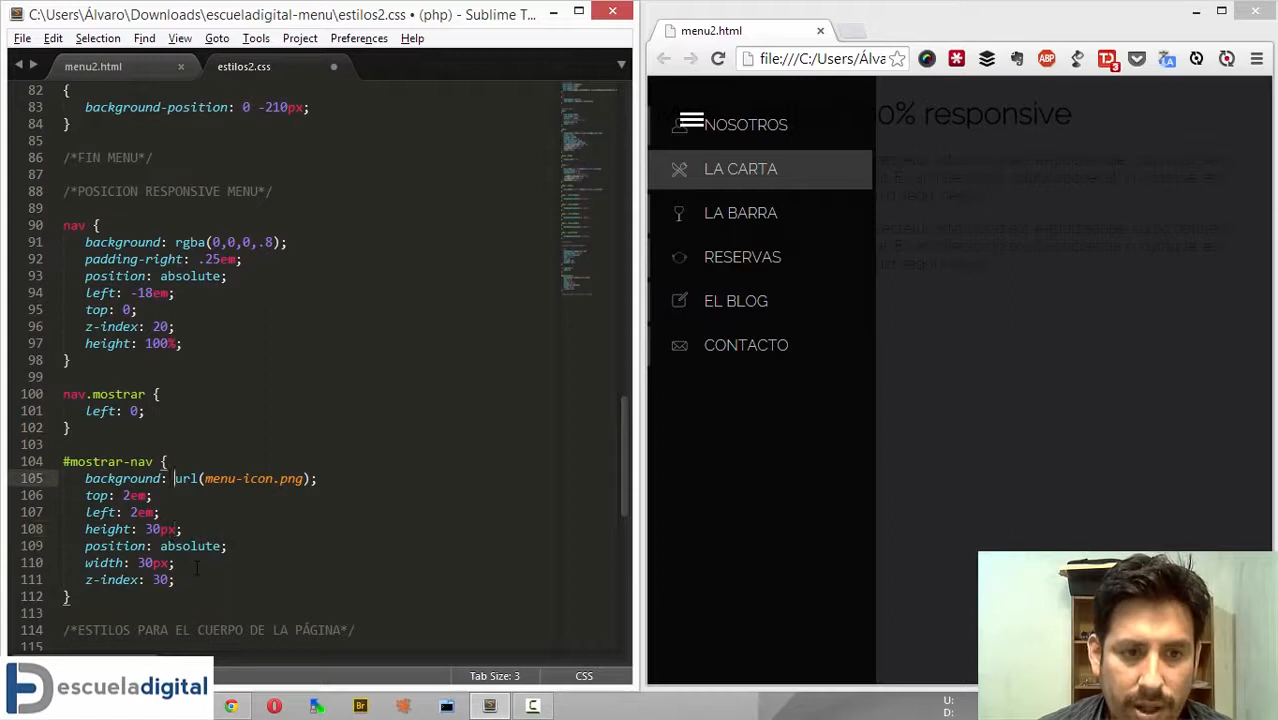 C:\Users\Álvaro\Downloads\escueladigital-menu\estilos2.css • (php) - Sublime T...
File Edit Selection Find View Goto Tools Project Preferences Help
menu2.html
estilos2.css
82 {
83 background-position: 0 -210px;
84 }
85
86 /*FIN MENU*/
87
88 /*POSICION RESPONSIVE MENU*/
89
90 nav {
91 background: rgba(0,0,0,.8);
92 padding-right: .25em;
93 position: absolute;
94 left: -18em;
95 top: 0;
96 z-index: 20;
97 height: 100%;
98 }
99
100 nav.mostrar {
101 left: 0;
102 }
103
104 #mostrar-nav {
105 background: url(menu-icon.png);
106 top: 2em;
107 left: 2em;
108 height: 30px;
109 position: absolute;
110 width: 30px;
111 z-index: 30;
112 }
113
114 /*ESTILOS PARA EL CUERPO DE LA PÁGINA*/
115
Tab Size: 3
CSS
escueladigital
menu2.html
file:///C:/Users/Álva
ABP
3
0% responsive
NOSOTROS
LA CARTA
LA BARRA
RESERVAS
EL BLOG
CONTACTO
Br
U:
D: